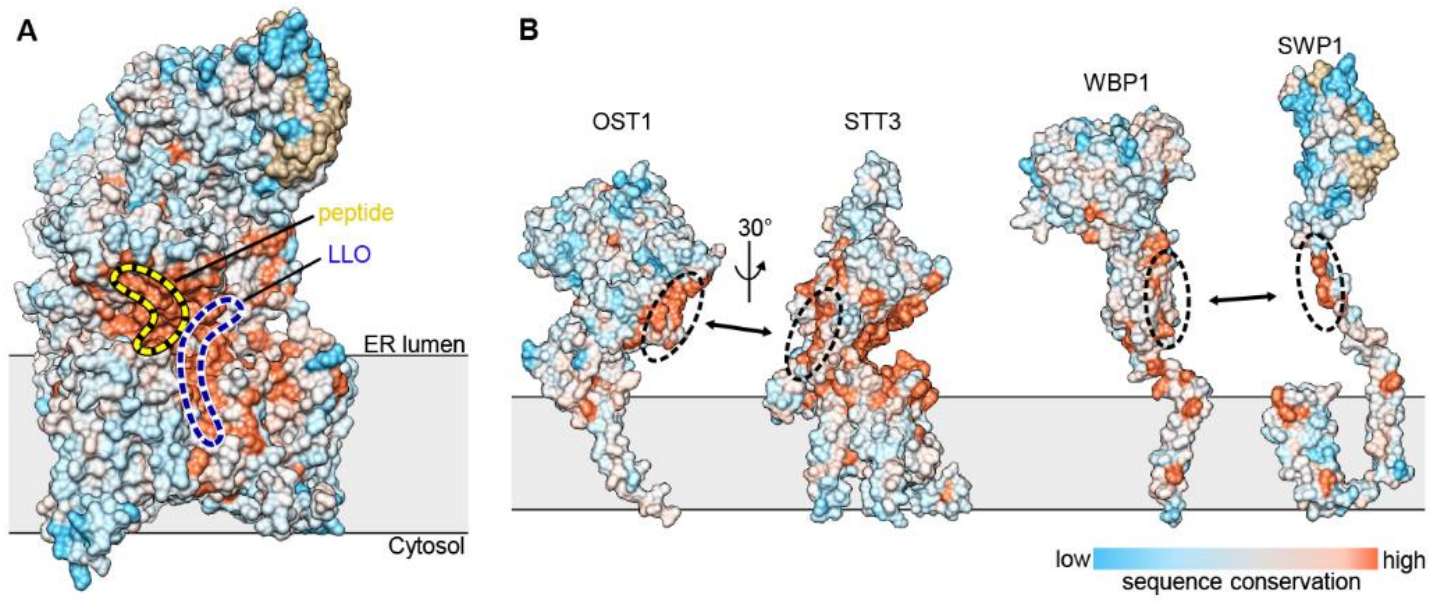 A
peptide
LLO
ER lumen
Cytosol
B
OST1
30°
STT3
WBP1
SWP1
low
high
sequence conservation